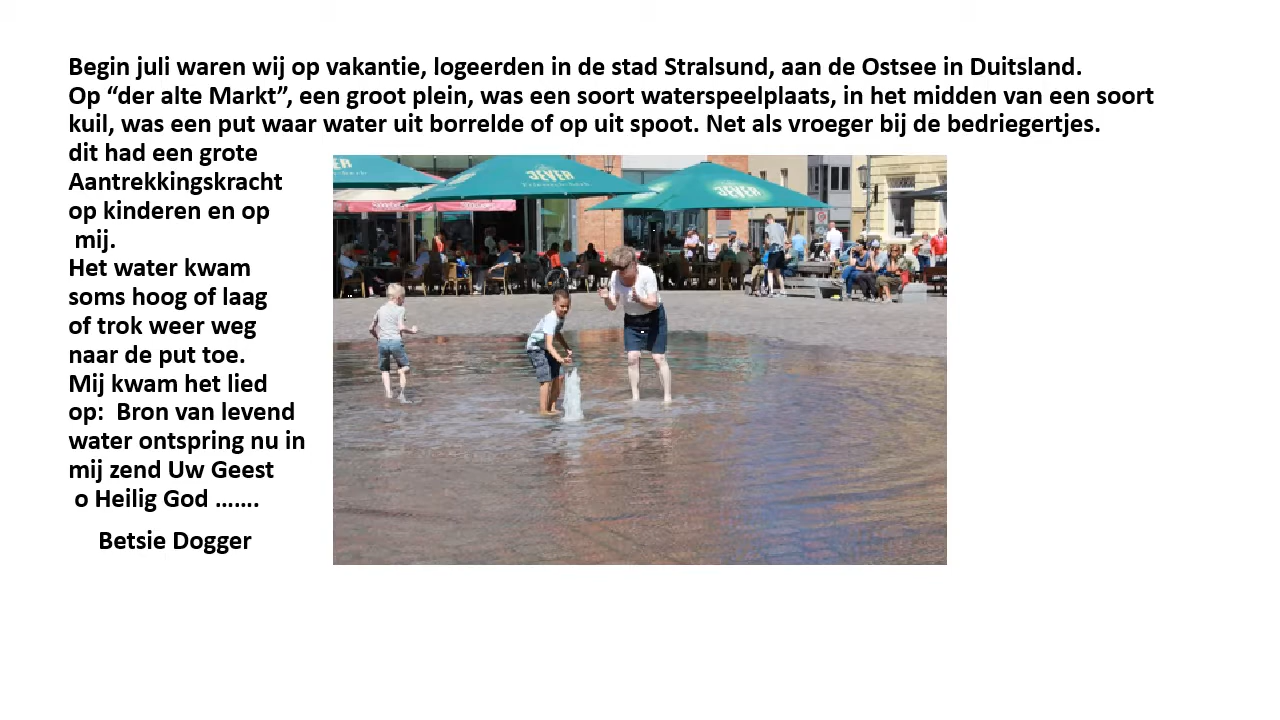 Begin juli waren wij op vakantie, logeerden in de stad Stralsund, aan de Ostsee in Duitsland.
Op “der alte Markt”, een groot plein, was een soort waterspeelplaats, in het midden van een soort
kuil, was een put waar water uit borrelde of op uit spoot. Net als vroeger bij de bedriegertjes.
dit had een grote
Aantrekkingskracht
op kinderen en op
mij.
Het water kwam
soms hoog of laag
of trok weer weg
naar de put toe.
Mij kwam het lied
op:  Bron van levend
water ontspring nu in
mij zend Uw Geest
o Heilig God …….
Betsie Dogger
JEVER
JEVER